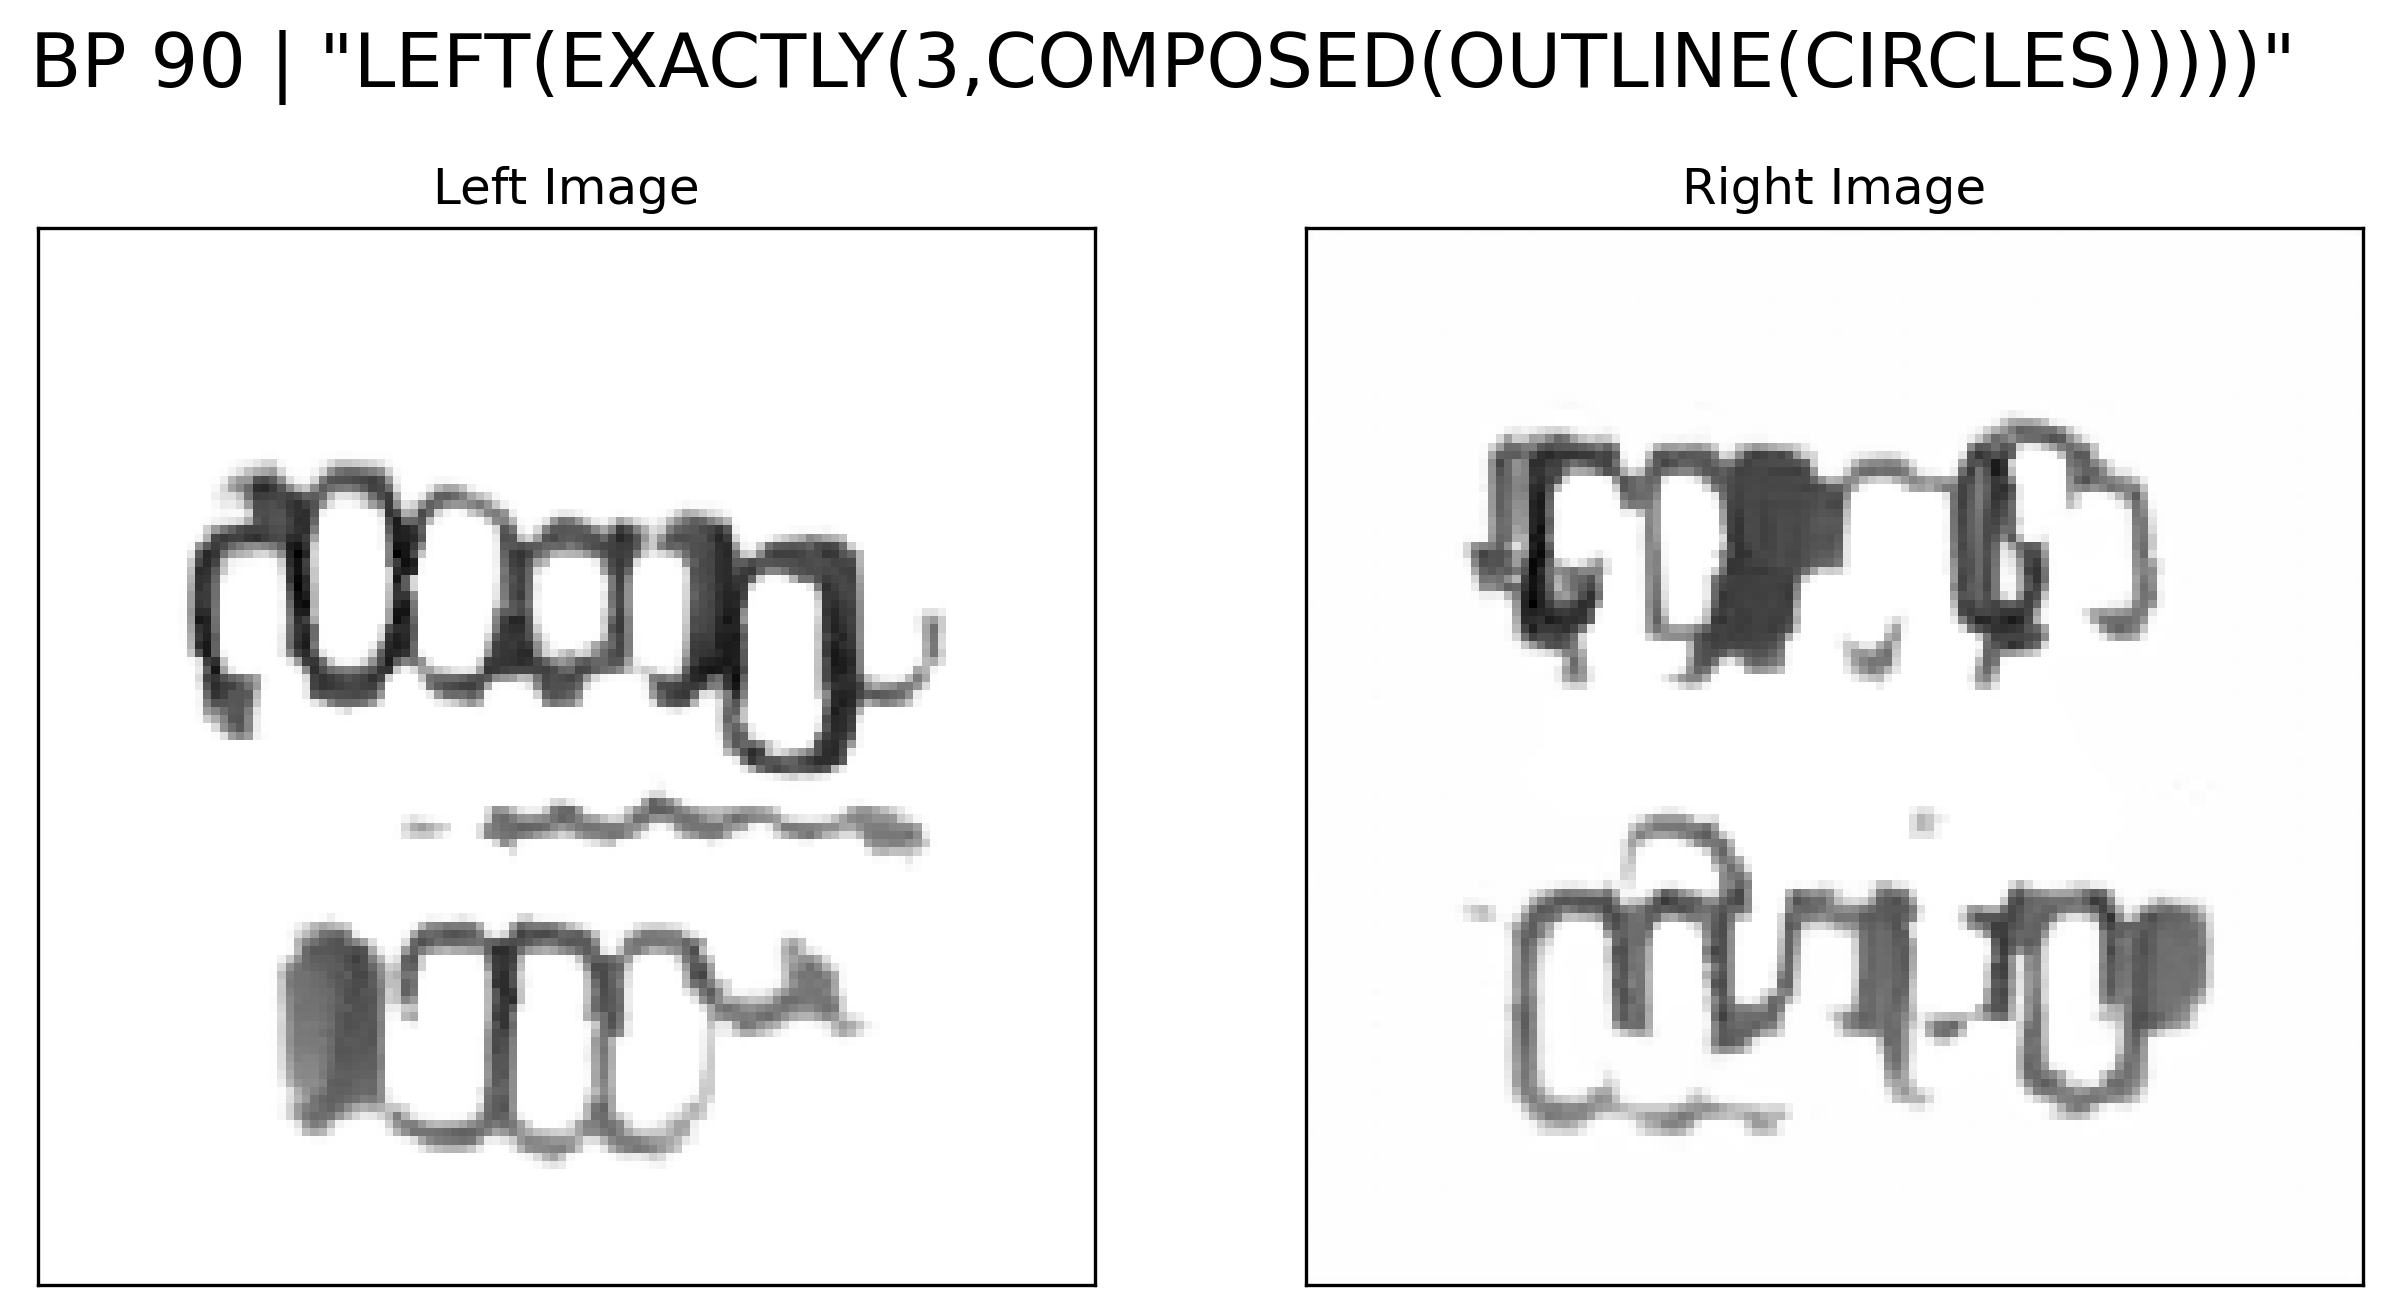 BP 90 | "LEFT(EXACTLY(3,COMPOSED(OUTLINE(CIRCLES)))))"
Left Image
Right Image